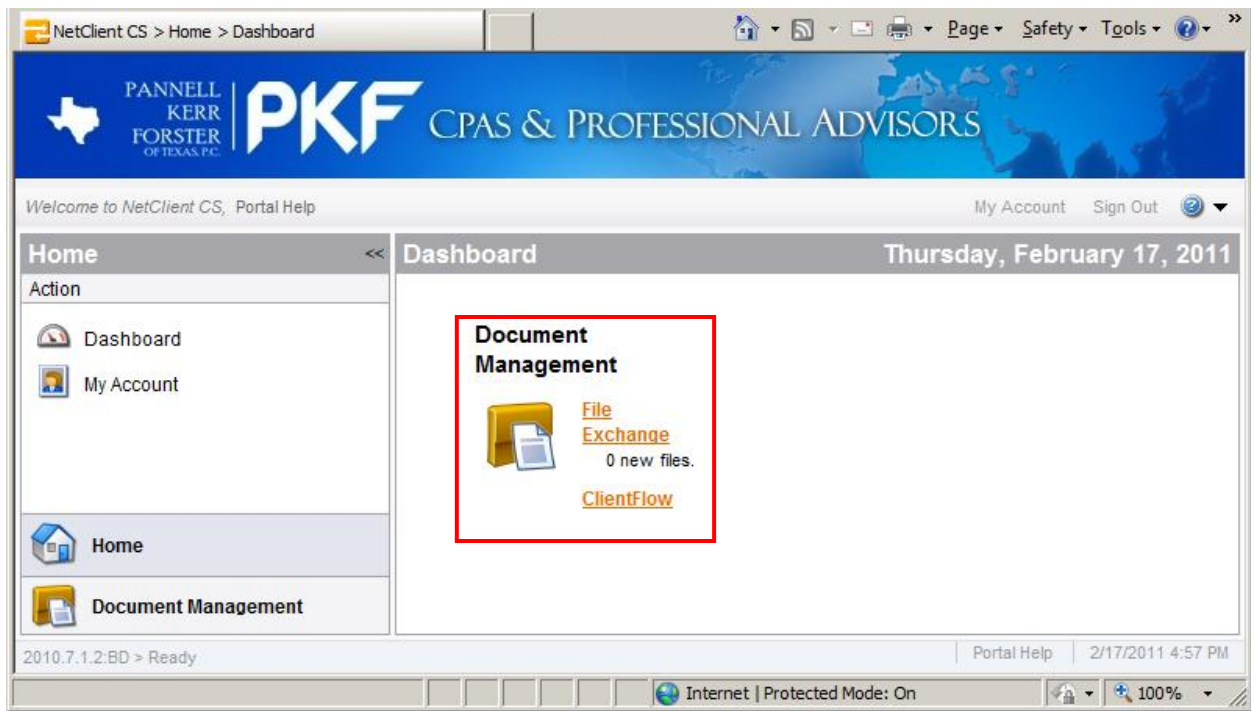 NetClient CS > Home > Dashboard
Page Safety Tools
»
PANNELL
KERR
FORSTER
OF TEXAS, P.C.
PKF
CPAS & PROFESSIONAL ADVISORS
Welcome to NetClient CS, Portal Help
My Account Sign Out
Home <<
Dashboard Thursday, February 17, 2011
Action
Dashboard
My Account
Document
Management
File
Exchange
0 new files.
ClientFlow
Home
Document Management
2010.7.1.2:BD > Ready
Portal Help 2/17/2011 4:57 PM
Internet | Protected Mode: On 100%